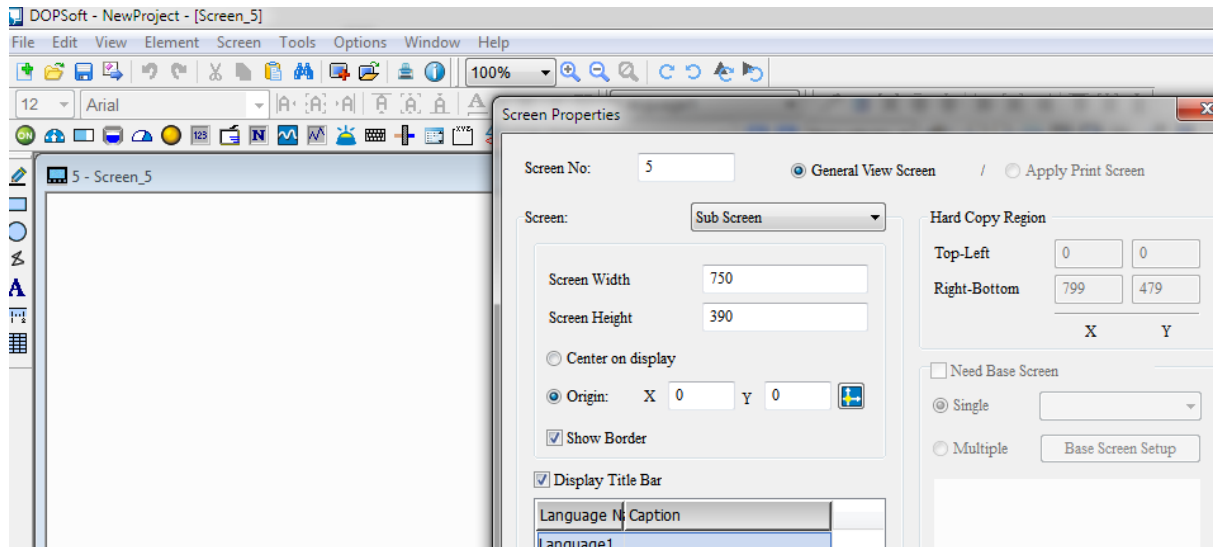 DOPSoft - NewProject - [Screen_5]
File Edit View Element Screen Tools Options Window Help
100%
12 Arial
Screen Properties
5 - Screen_5
Screen No: 5 General View Screen / Apply Print Screen
Screen: Sub Screen
Screen Width 750
Screen Height 390
Center on display
Origin: X 0 Y 0
Show Border
Display Title Bar
Language Caption
Language1
Hard Copy Region
Top-Left 0 0
Right-Bottom 799 479
X Y
Need Base Screen
Single
Multiple Base Screen Setup